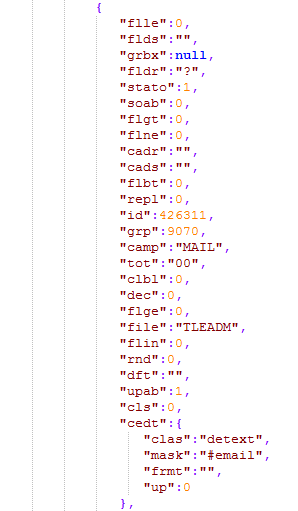 {
"flle":0,
"flds":"",
"grbx":null,
"fldr":"?",
"stato":1,
"soab":0,
"flgt":0,
"flne":0,
"cadr":"",
"cads":"",
"flbt":0,
"repl":0,
"id":426311,
"grp":9070,
"camp":"MAIL",
"tot":"00",
"clbl":0,
"dec":0,
"flge":0,
"file":"TLEADM",
"flin":0,
"rnd":0,
"dft":"",
"upab":1,
"cls":0,
"cedt":{
"clas":"detext",
"mask":"#email",
"frmt":"",
"up":0
},